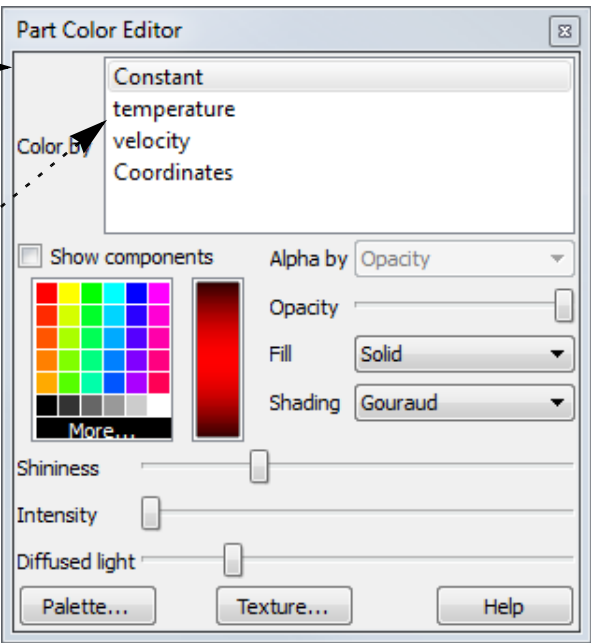 Part Color Editor
Constant
temperature
Color by
velocity
Coordinates
Show components
Alpha by Opacity
Opacity
Fill Solid
Shading Gouraud
More...
Shininess
Intensity
Diffused light
Palette... Texture... Help